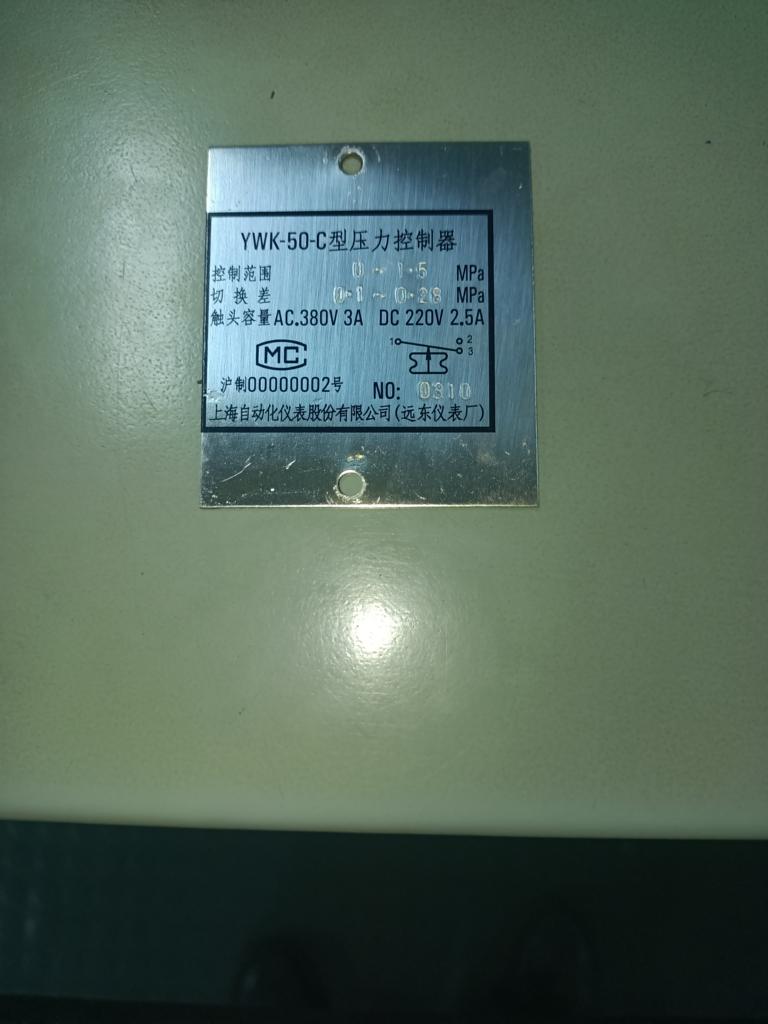 YWK-50-C型压力控制器
控制范围 0~1.5 MPa
切换差 0.1~0.28 MPa
触头容量 AC.380V 3A DC 220V 2.5A
MC
1 2
3
沪制00000002号 NO: 0310
上海自动化仪表股份有限公司(远东仪表厂)